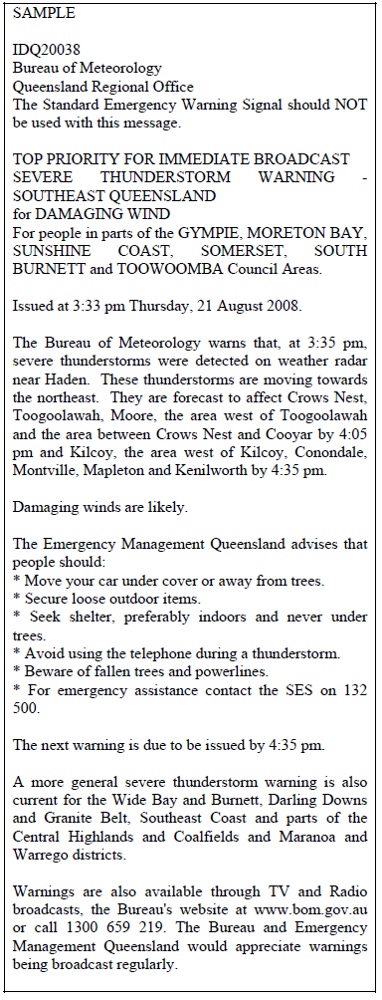 SAMPLE
IDQ20038
Bureau of Meteorology
Queensland Regional Office
The Standard Emergency Warning Signal should NOT
be used with this message.
TOP PRIORITY FOR IMMEDIATE BROADCAST
SEVERE THUNDERSTORM WARNING -
SOUTHEAST QUEENSLAND
for DAMAGING WIND
For people in parts of the GYMPIE, MORETON BAY,
SUNSHINE COAST, SOMERSET, SOUTH
BURNETT and TOOWOOMBA Council Areas.
Issued at 3:33 pm Thursday, 21 August 2008.
The Bureau of Meteorology warns that, at 3:35 pm,
severe thunderstorms were detected on weather radar
near Haden. These thunderstorms are moving towards
the northeast. They are forecast to affect Crows Nest,
Toogoolawah, Moore, the area west of Toogoolawah
and the area between Crows Nest and Cooyar by 4:05
pm and Kilcoy, the area west of Kilcoy, Conondale,
Montville, Mapleton and Kenilworth by 4:35 pm.
Damaging winds are likely.
The Emergency Management Queensland advises that
people should:
* Move your car under cover or away from trees.
* Secure loose outdoor items.
* Seek shelter, preferably indoors and never under
trees.
* Avoid using the telephone during a thunderstorm.
* Beware of fallen trees and powerlines.
* For emergency assistance contact the SES on 132
500.
The next warning is due to be issued by 4:35 pm.
A more general severe thunderstorm warning is also
current for the Wide Bay and Burnett, Darling Downs
and Granite Belt, Southeast Coast and parts of the
Central Highlands and Coalfields and Maranoa and
Warrego districts.
Warnings are also available through TV and Radio
broadcasts, the Bureau's website at www.bom.gov.au
or call 1300 659 219. The Bureau and Emergency
Management Queensland would appreciate warnings
being broadcast regularly.